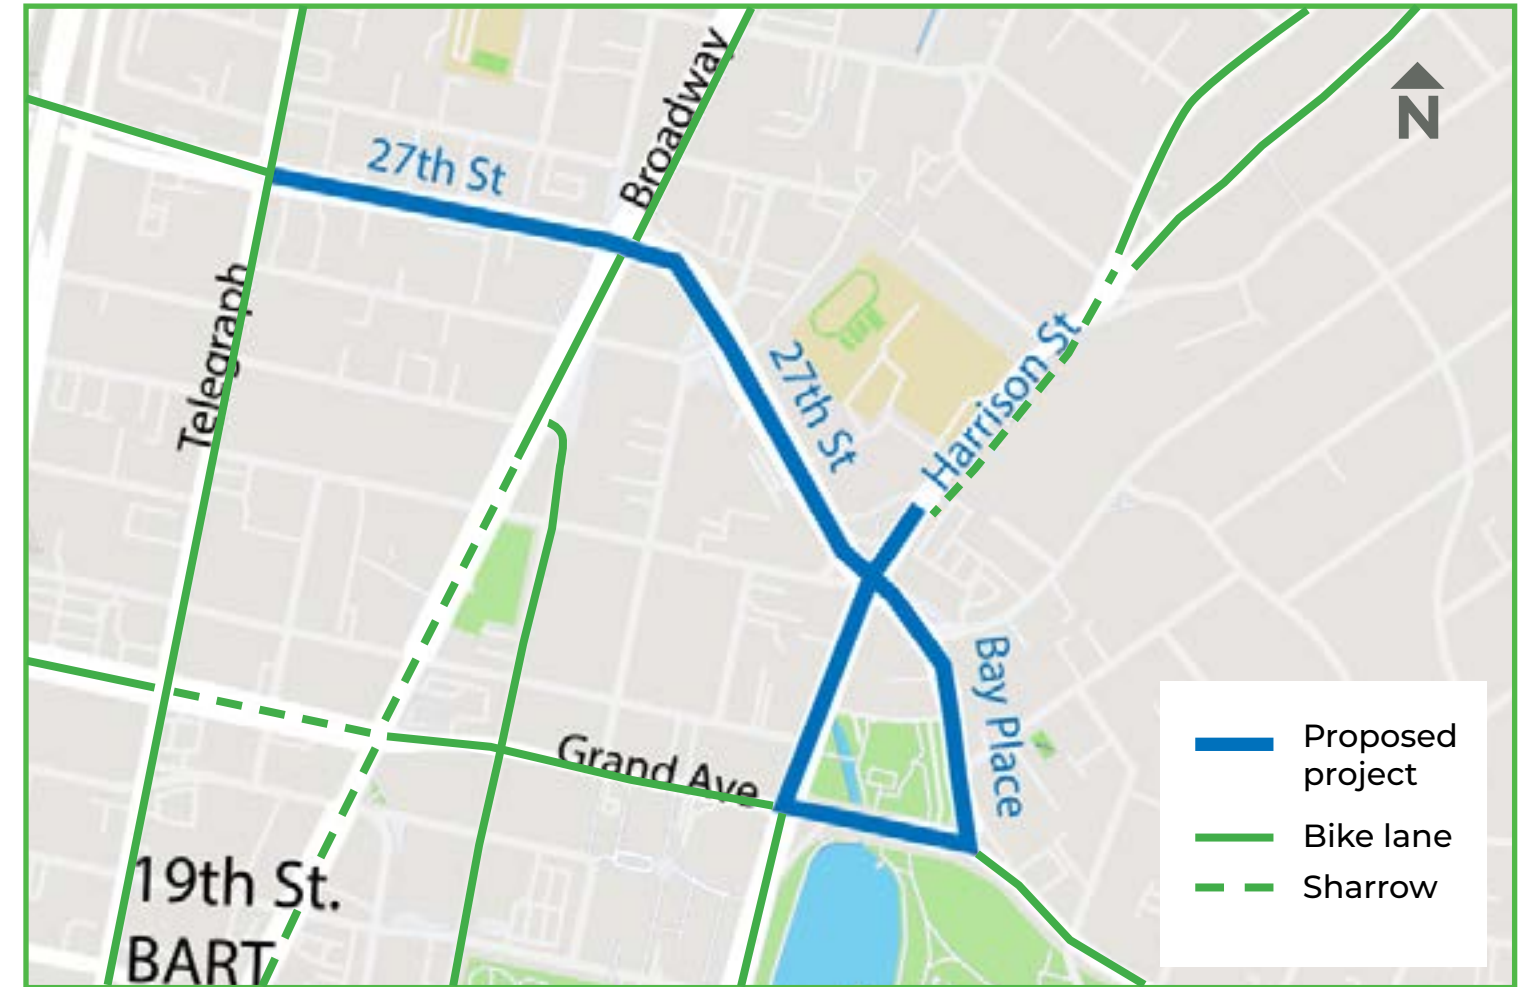 Broadway
N
27th St
Telegraph
27th St
Harrison St
Bay Place
Grand Ave
19th St.
BART
Proposed
project
Bike lane
Sharrow